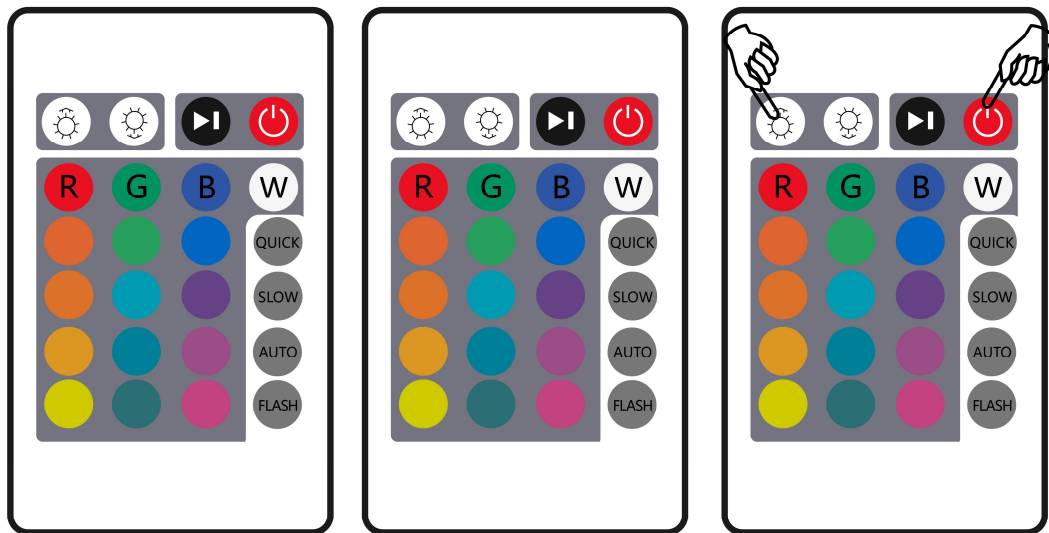 R G B W R G B W R G B W
QUICK QUICK QUICK
SLOW SLOW SLOW
AUTO AUTO AUTO
FLASH FLASH FLASH